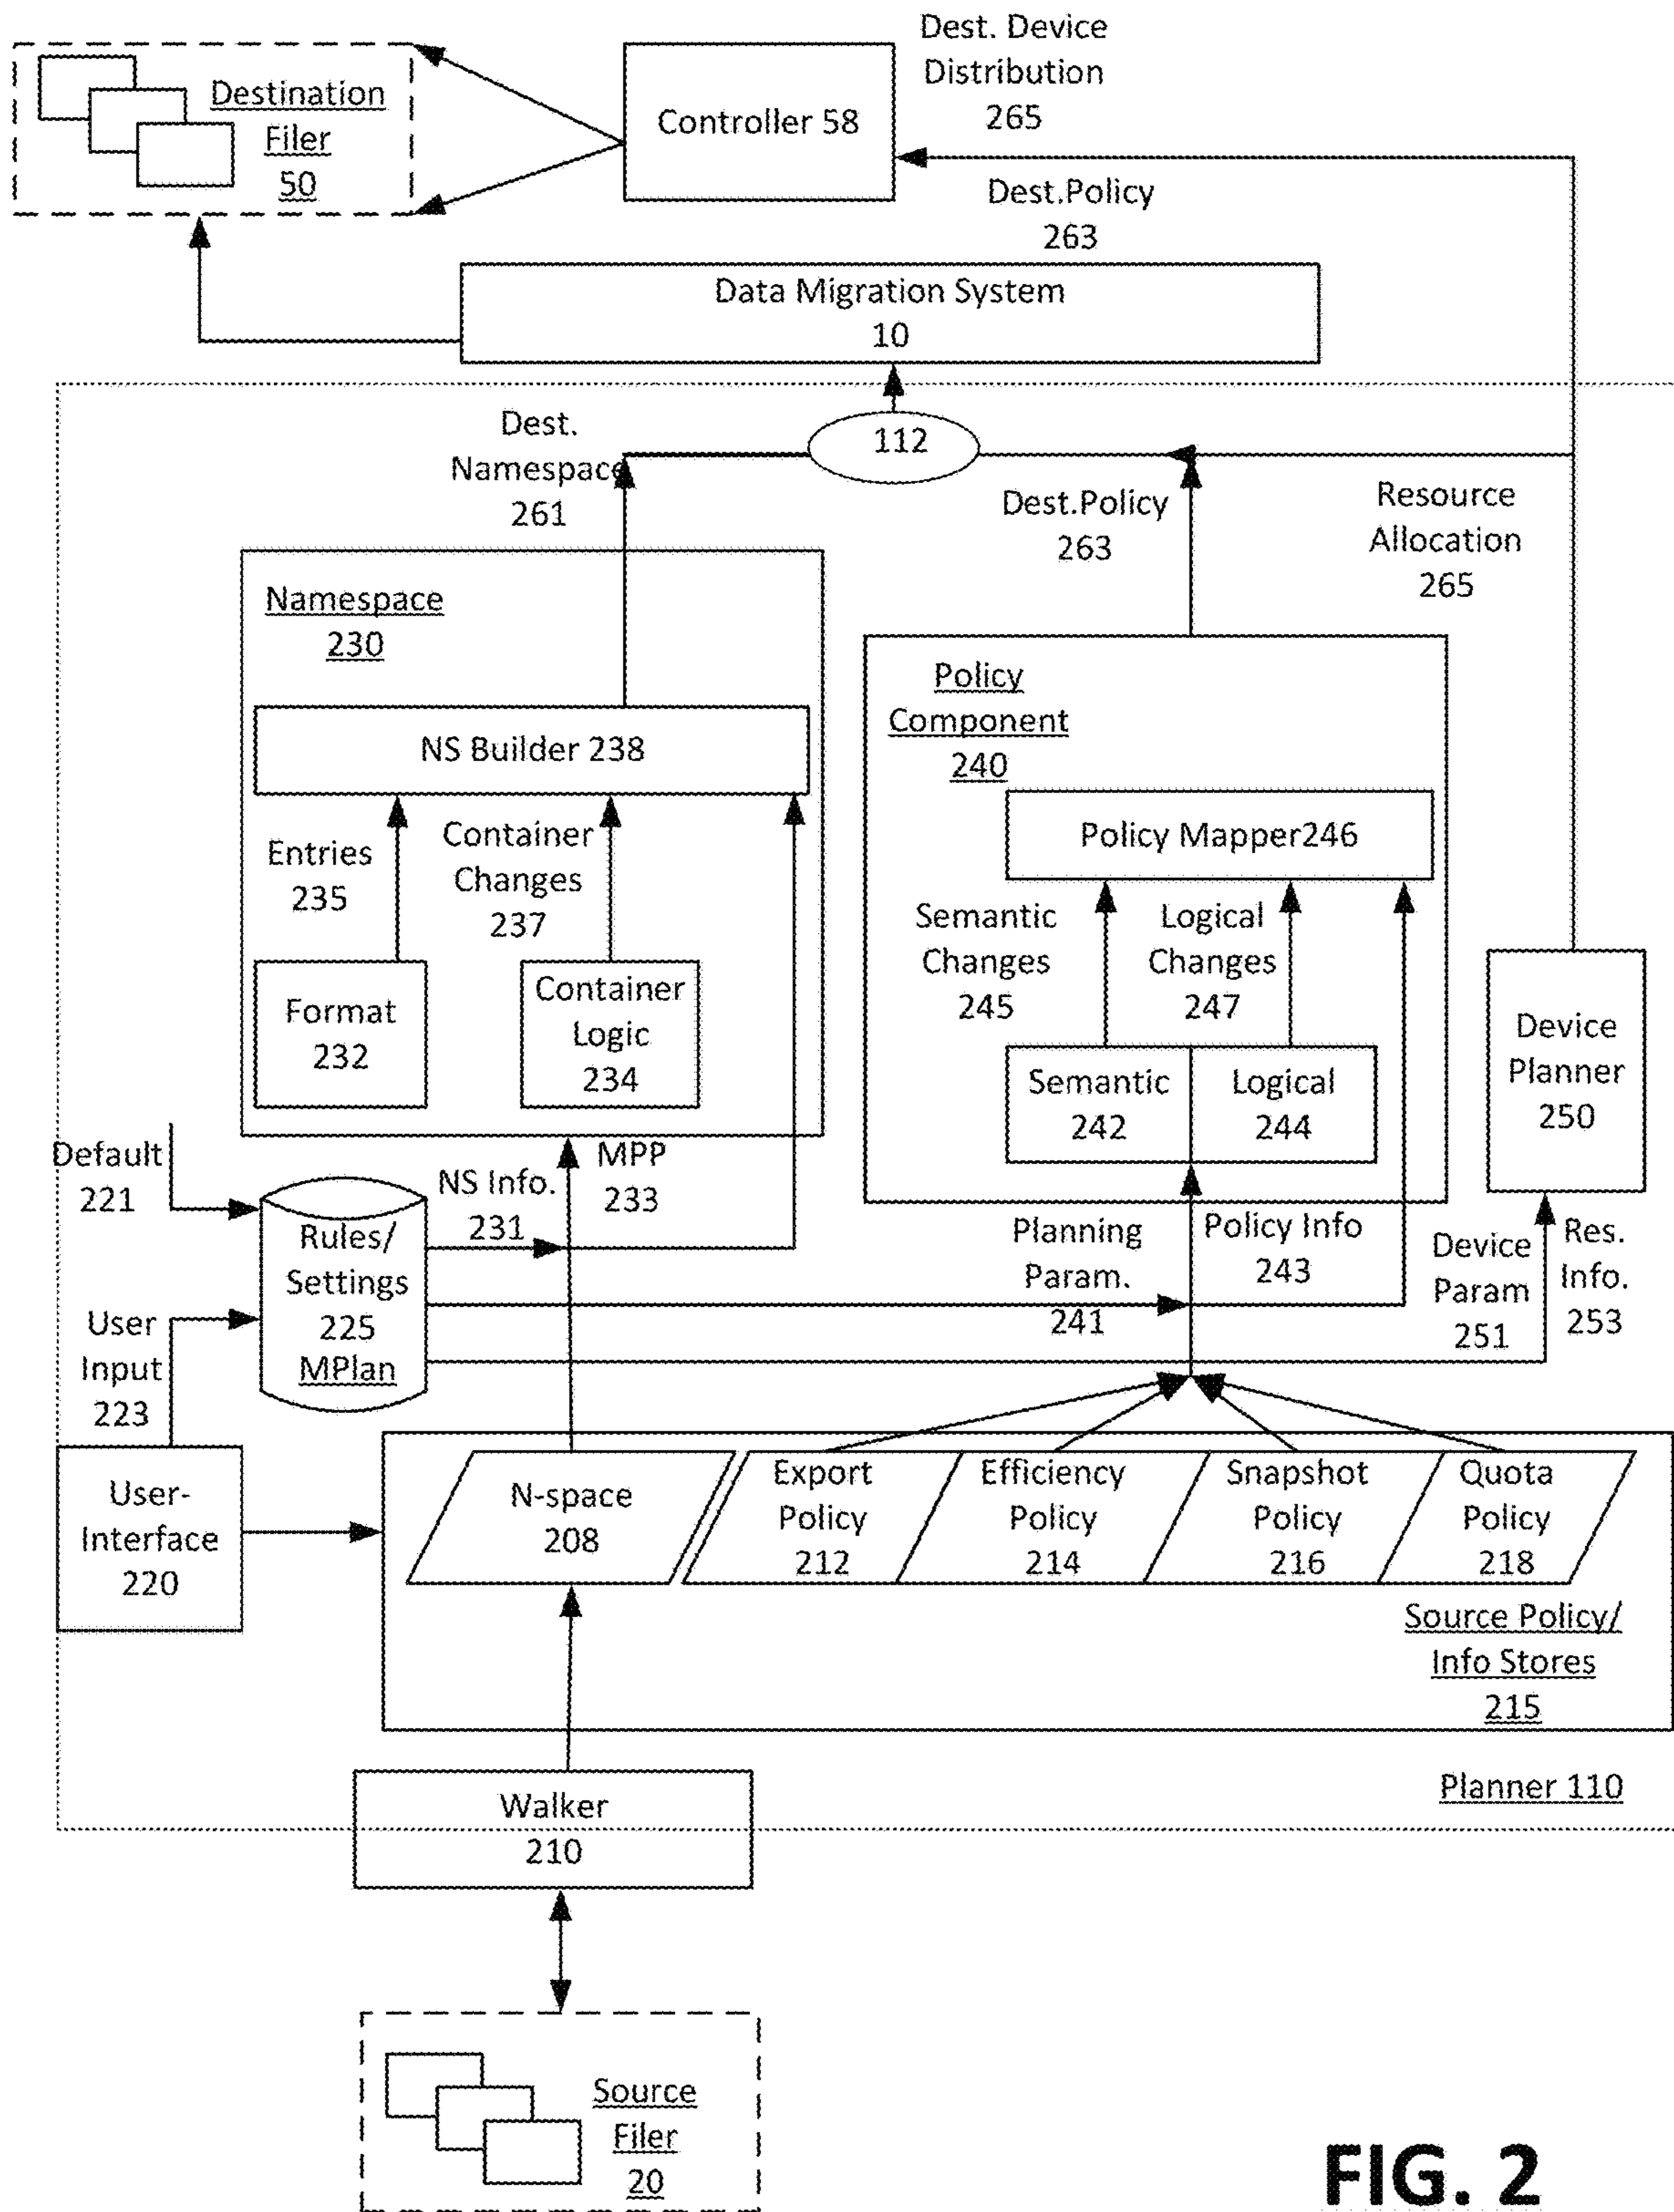 Dest. Device
Distribution
265
Destination
Filer
50
Controller 58
Dest.Policy
263
Data Migration System
10
112
Dest.
Namespace
261
Dest.Policy
263
Resource
Allocation
265
Namespace
230
NS Builder 238
Entries
235
Container
Changes
237
Format
232
Container
Logic
234
Policy
Component
240
Policy Mapper246
Semantic
Changes
245
Logical
Changes
247
Semantic
242
Logical
244
Device
Planner
250
Default
221
NS Info.
231
MPP
233
Rules/
Settings
225
MPlan
User
Input
223
Planning
Param.
241
Policy Info
243
Device
Param
251
Res.
Info.
253
User-
Interface
220
N-space
208
Export
Policy
212
Efficiency
Policy
214
Snapshot
Policy
216
Quota
Policy
218
Source Policy/
Info Stores
215
Planner 110
Walker
210
Source
Filer
20
FIG. 2